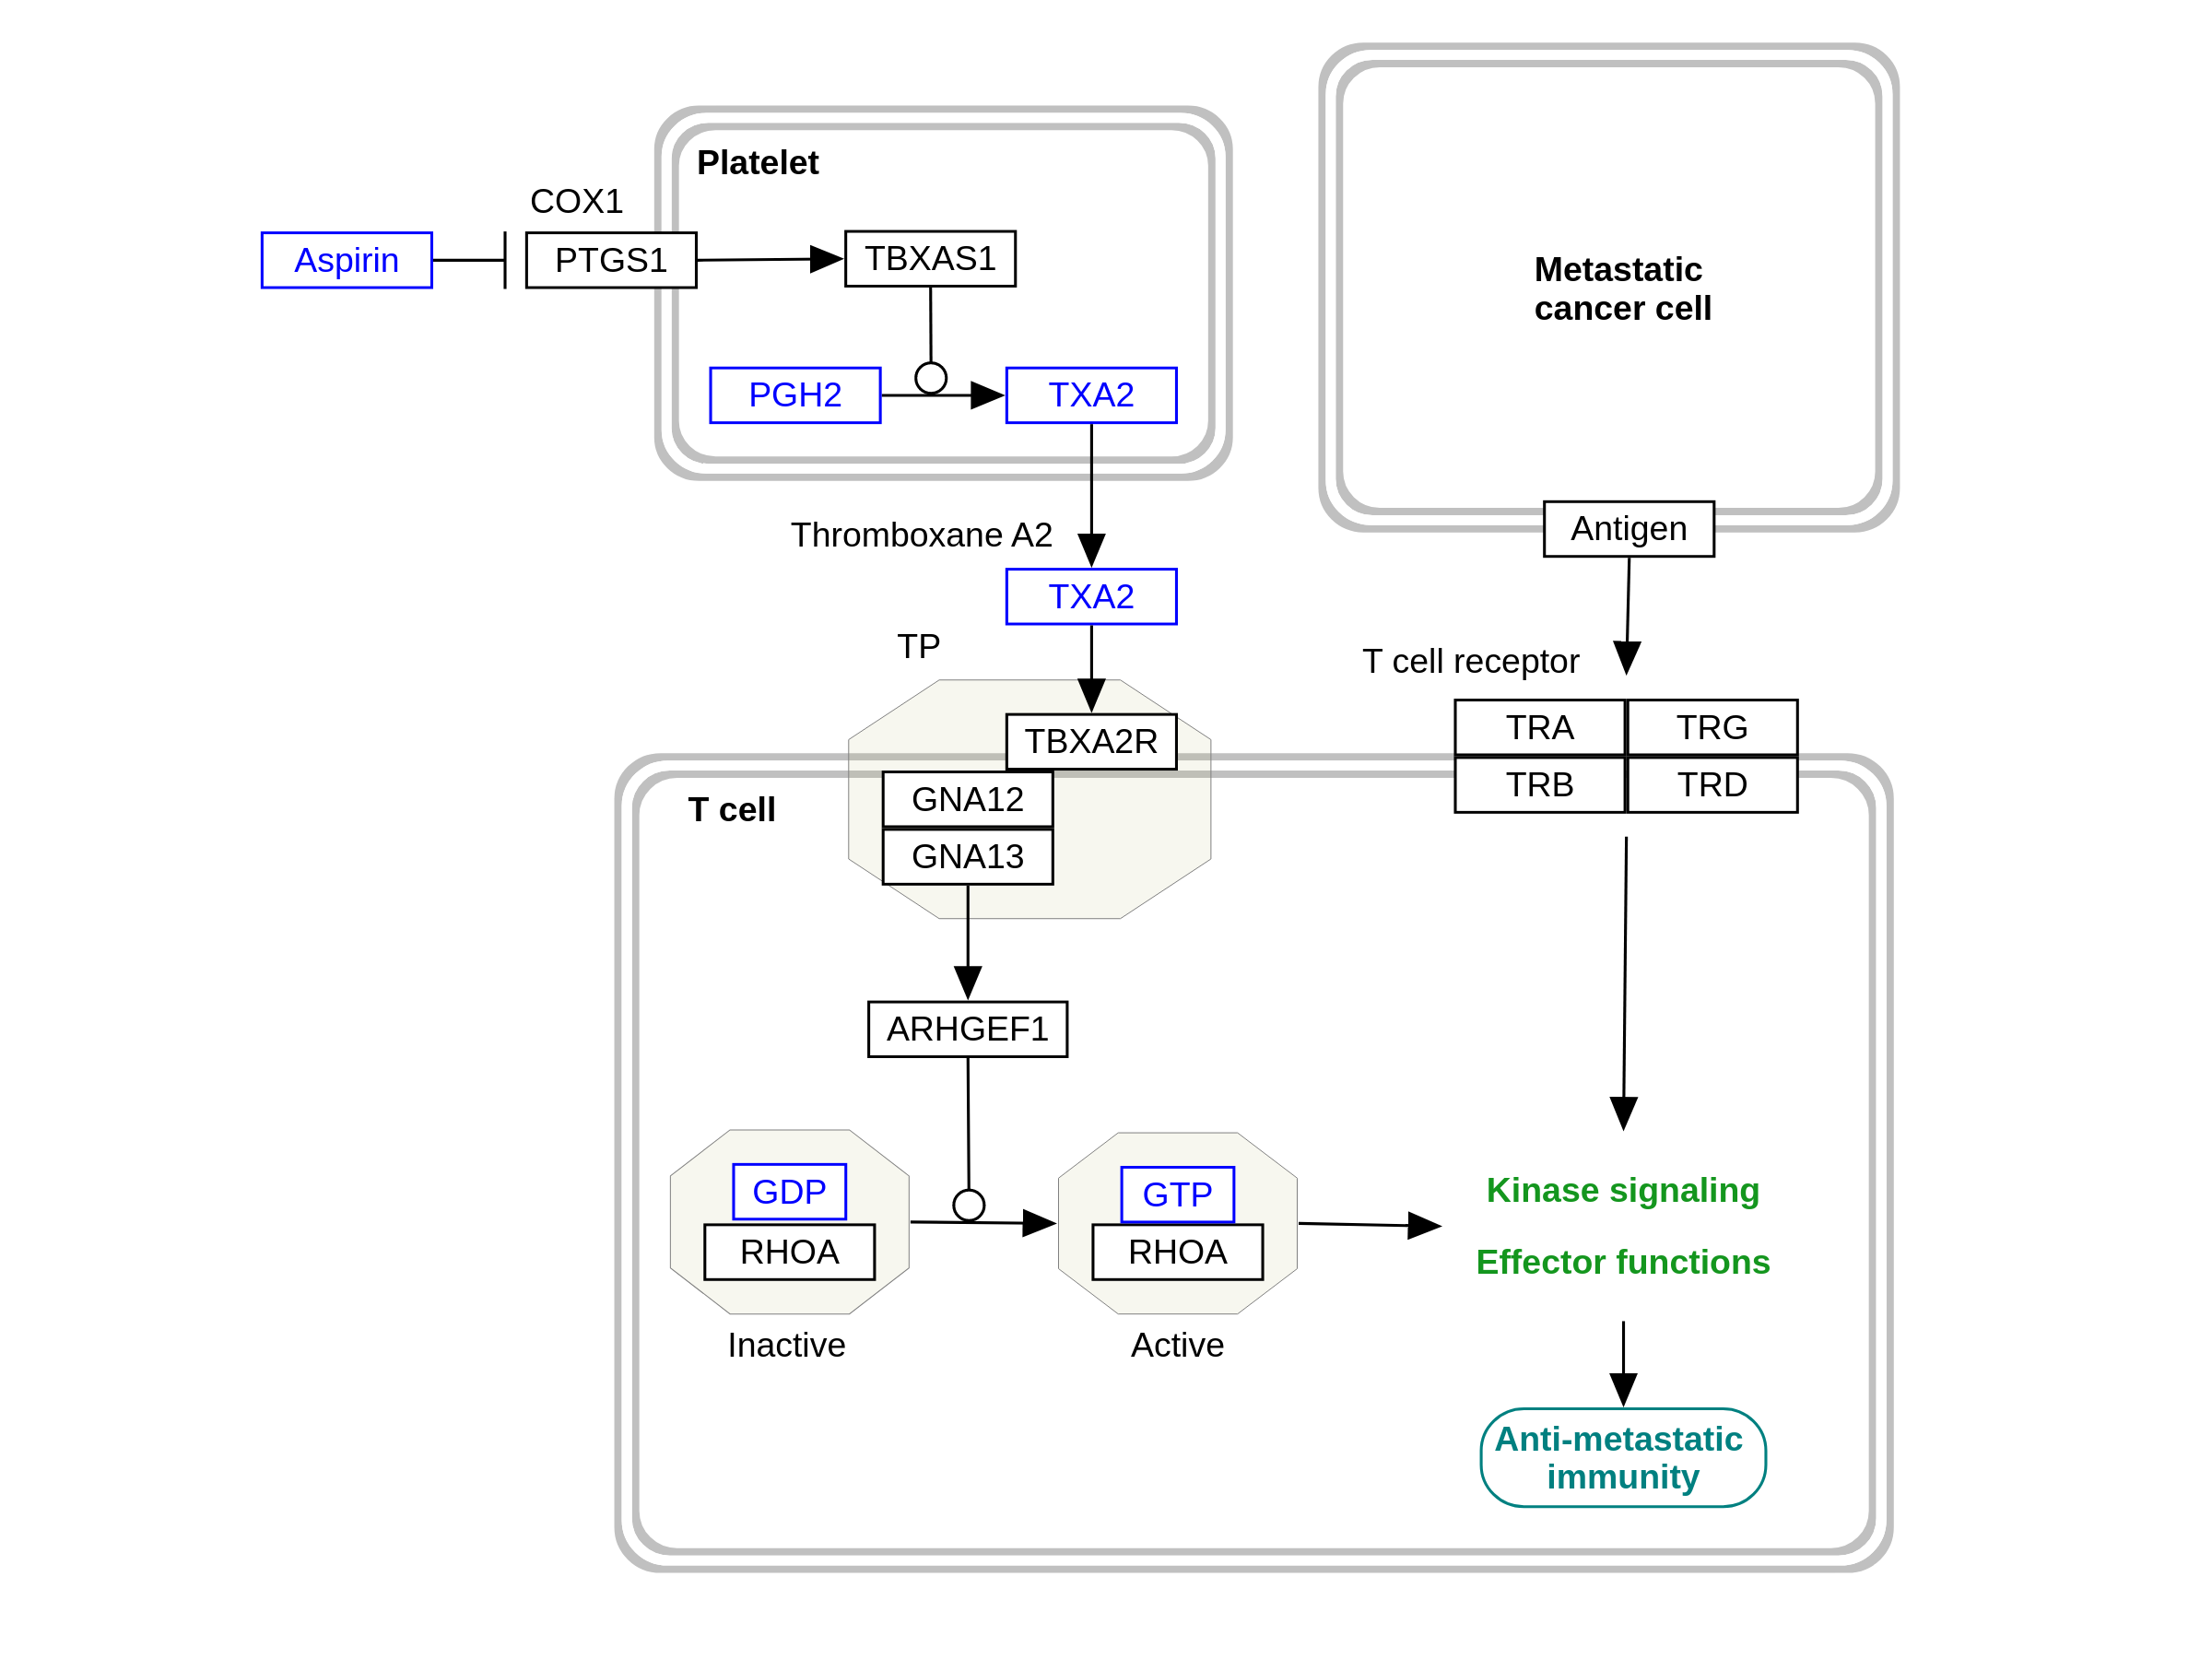 Platelet
COX1
Aspirin
PTGS1
TBXAS1
PGH2
TXA2
Metastatic
cancer cell
Antigen
Thromboxane A2
TXA2
TP
T cell receptor
TBXA2R
TRA
TRG
TRB
TRD
T cell
GNA12
GNA13
ARHGEF1
GDP
RHOA
Inactive
GTP
RHOA
Active
Kinase signaling
Effector functions
Anti-metastatic
immunity